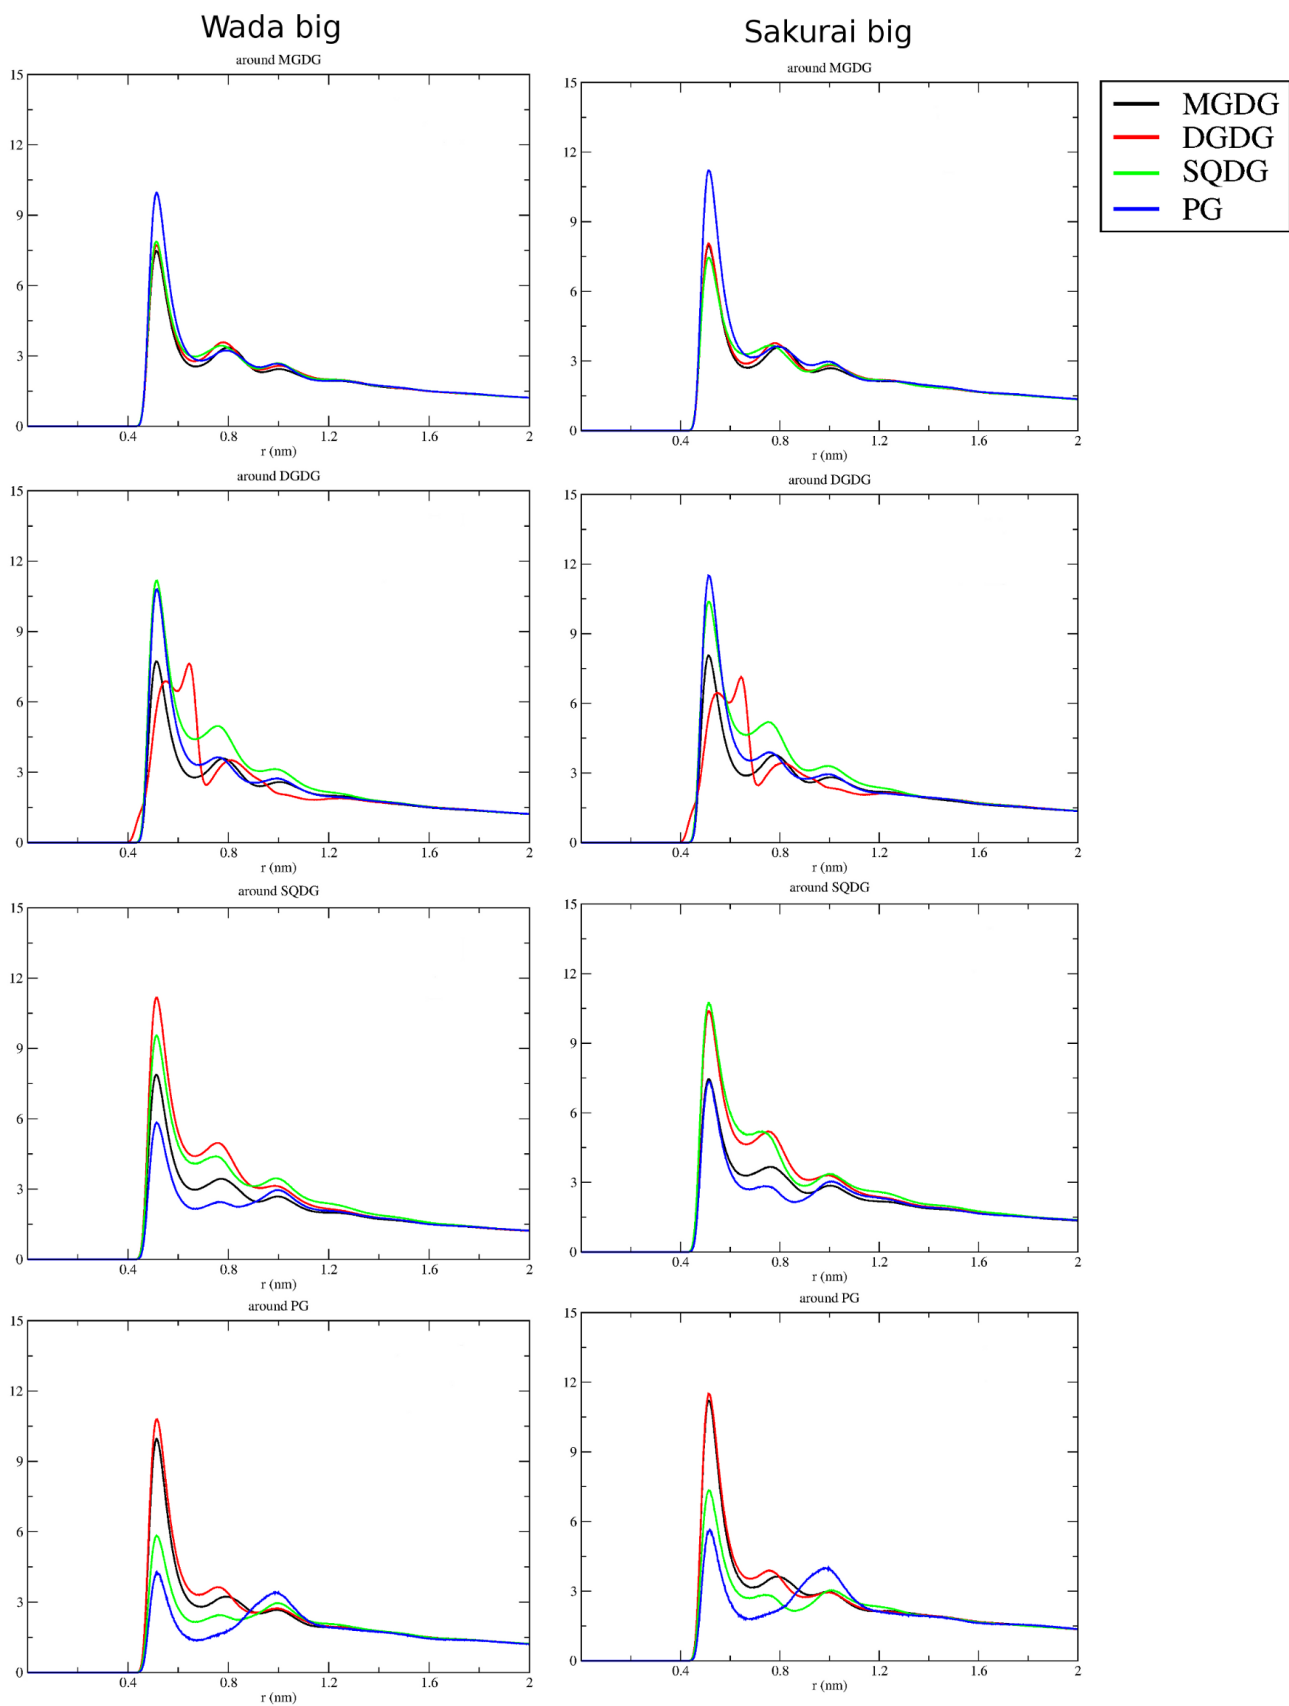 Wada big
Sakurai big
around MGDG
15
12
9
6
3
0
0.4 0.8 1.2 1.6 2
r (nm)
around MGDG
15
12
9
6
3
0
0.4 0.8 1.2 1.6 2
r (nm)
MGDG
DGDG
SQDG
PG
around DGDG
15
12
9
6
3
0
0.4 0.8 1.2 1.6 2
r (nm)
around DGDG
15
12
9
6
3
0
0.4 0.8 1.2 1.6 2
r (nm)
around SQDG
15
12
9
6
3
0
0.4 0.8 1.2 1.6 2
r (nm)
around SQDG
15
12
9
6
3
0
0.4 0.8 1.2 1.6 2
r (nm)
around PG
15
12
9
6
3
0
0.4 0.8 1.2 1.6 2
r (nm)
around PG
15
12
9
6
3
0
0.4 0.8 1.2 1.6 2
r (nm)